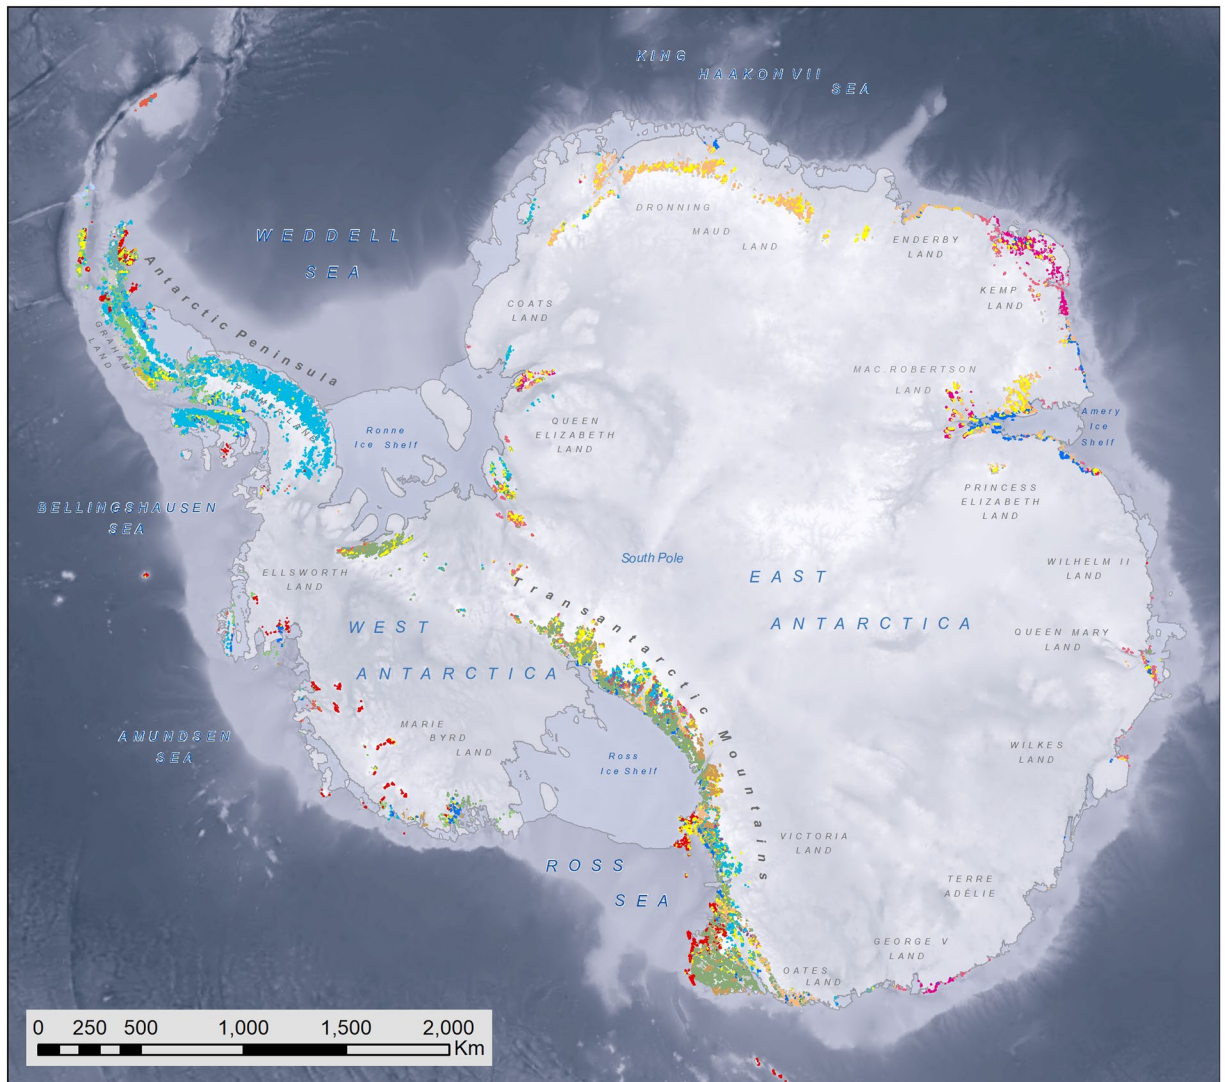 KING
HAAKON VII
SEA
WEDDELL
SEA
DRONNING
MAUD
LAND
ENDERBY
LAND
KEMP
LAND
COATS
LAND
Antarctic Peninsula
GRAHAM
LAND
MAC. ROBERTSON
LAND
Amery
Ice
Shelf
QUEEN
ELIZABETH
LAND
Ronne
Ice Shelf
PRINCESS
ELIZABETH
LAND
BELLINGSHAUSEN
SEA
South Pole
EAST
ANTARCTICA
WILHELM II
LAND
ELLSWORTH
LAND
WEST
ANTARCTICA
QUEEN MARY
LAND
Transantarctic Mountains
MARIE
BYRD
LAND
AMUNDSEN
SEA
Ross
Ice Shelf
WILKES
LAND
VICTORIA
LAND
ROSS
SEA
TERRE
ADÉLIE
GEORGE V
LAND
OATES
LAND
0 250 500 1,000 1,500 2,000
Km